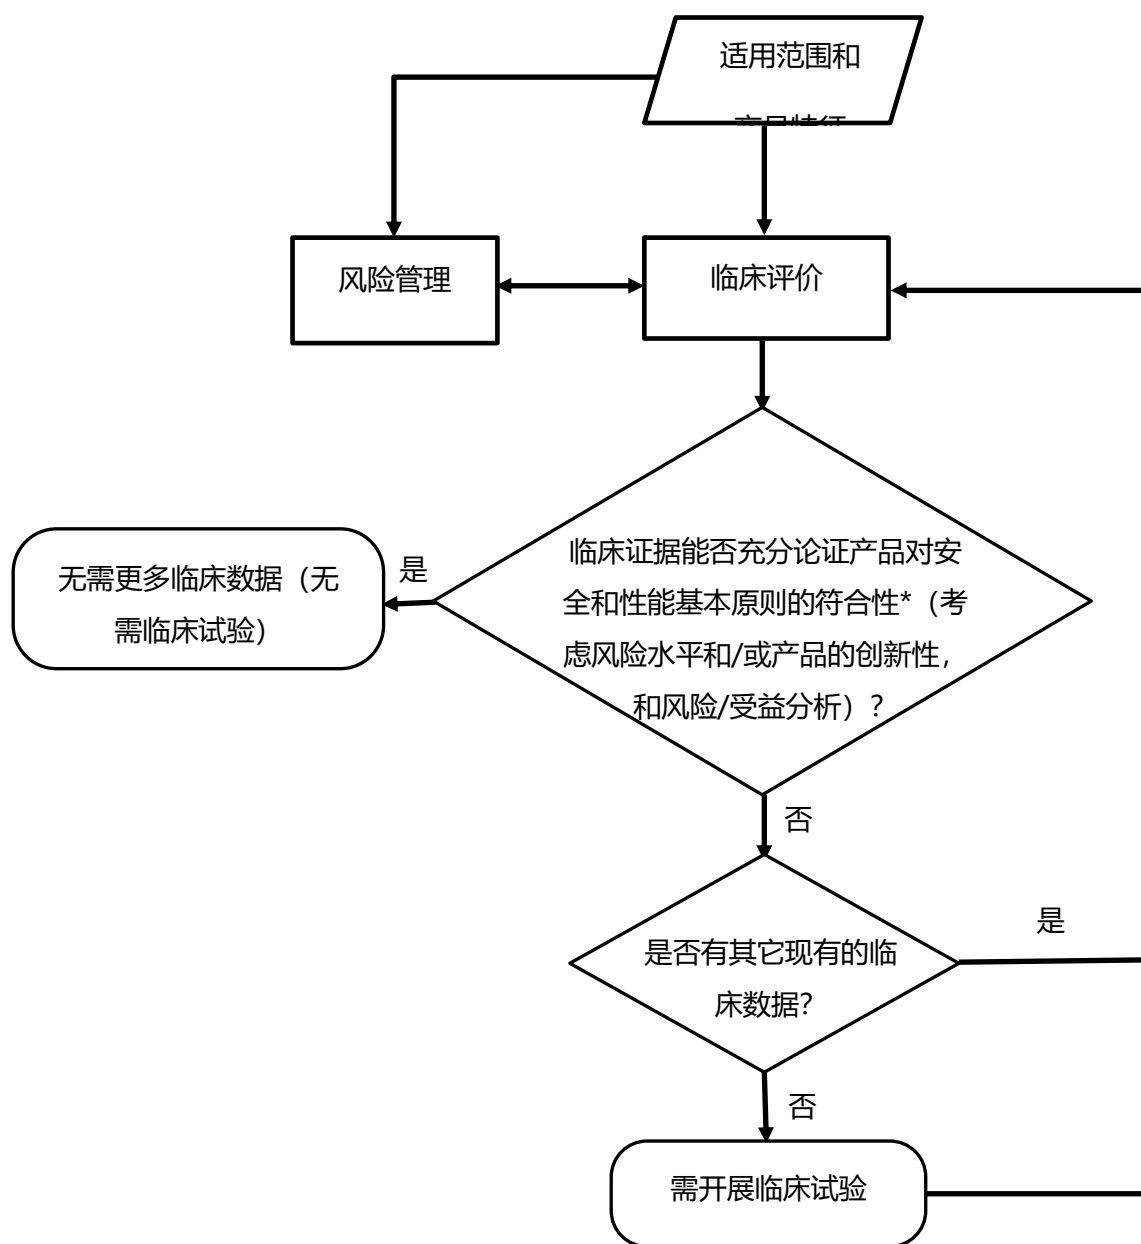 适用范围和
产品特征
风险管理
临床评价
临床证据能否充分论证产品对安
全和性能基本原则的符合性*（考
虑风险水平和/或产品的创新性，
和风险/受益分析）?
是
无需更多临床数据（无
需临床试验）
否
是否有其它现有的临
床数据?
是
否
需开展临床试验